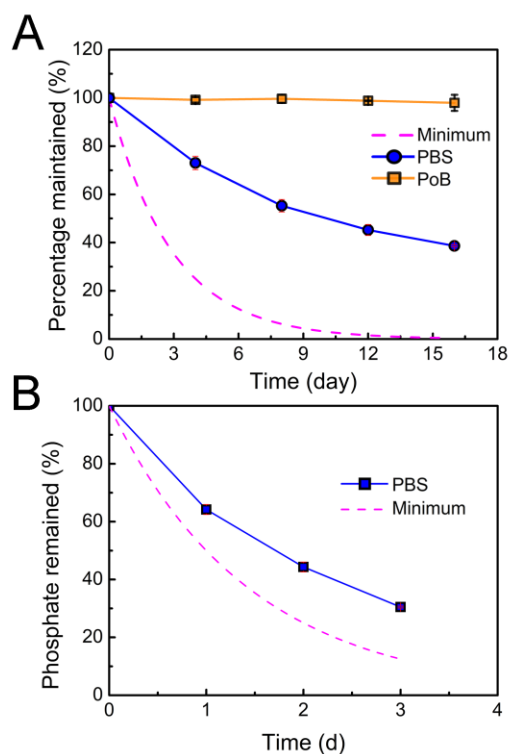 A
120
100
80
60
40
20
0
Percentage maintained (%)
Minimum
PBS
PoB
0 3 6 9 12 15 18
Time (day)
B
100
80
60
40
20
0
Phosphate remained (%)
PBS
Minimum
0 1 2 3 4
Time (d)